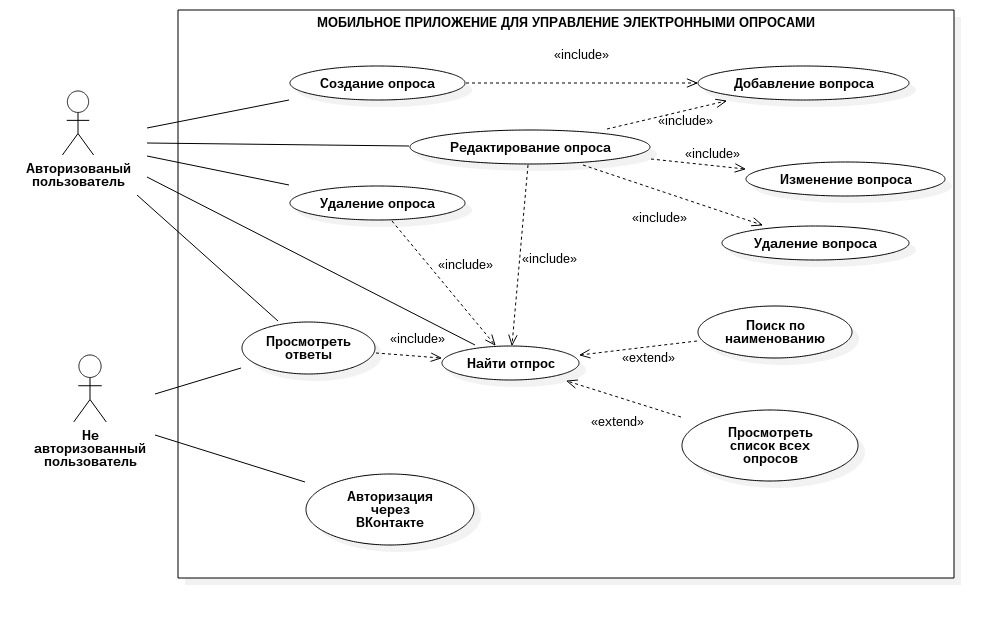 МОБИЛЬНОЕ ПРИЛОЖЕНИЕ ДЛЯ УПРАВЛЕНИЕ ЭЛЕКТРОННЫМИ ОПРОСАМИ
«include»
Создание опроса
Добавление вопроса
«include»
Редактирование опроса
«include»
Авторизованый
пользователь
Изменение вопроса
Удаление опроса
«include»
Удаление вопроса
«include»
«include»
Поиск по
наименованию
Просмотреть
ответы
«include»
Найти отпрос
«extend»
«extend»
Просмотреть
список всех
опросов
Не
авторизованный
пользователь
Авторизация
через
ВКонтакте